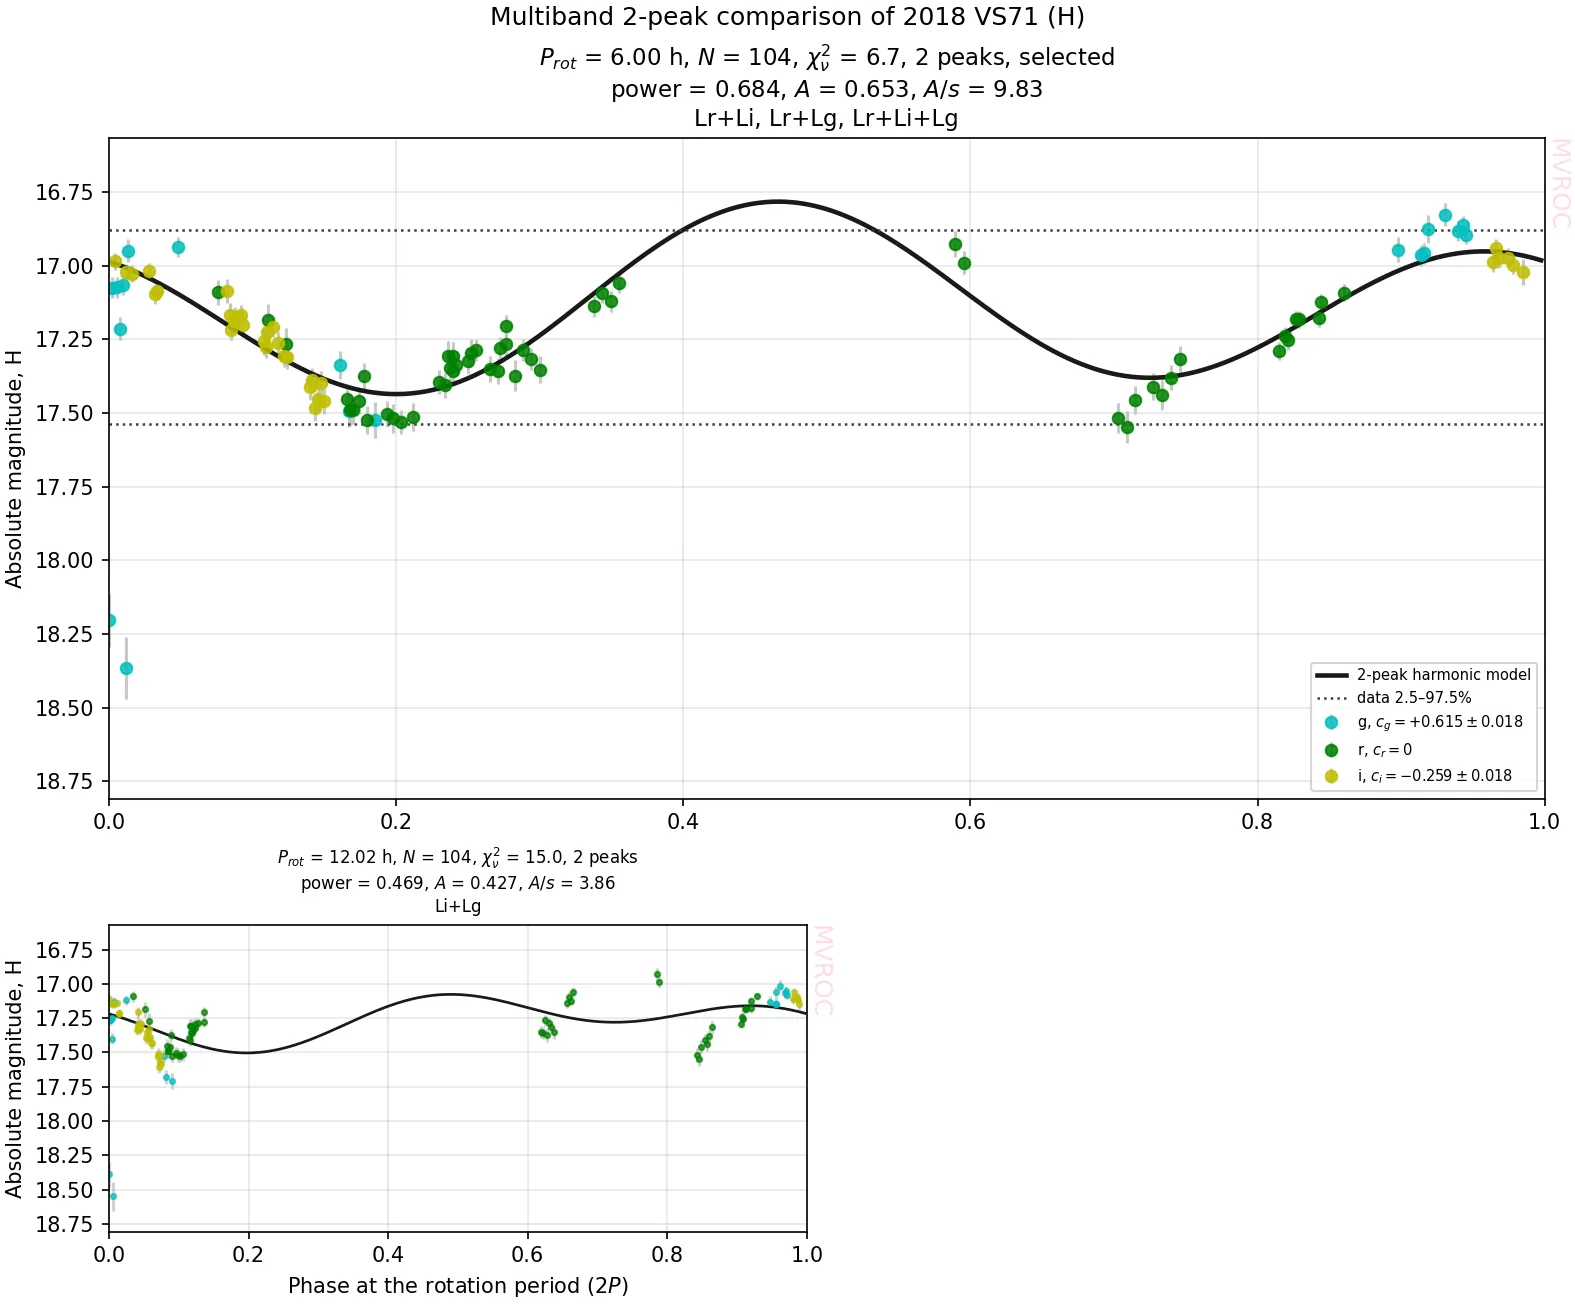 Multiband 2-peak comparison of 2018 VS71 (H)
P_rot = 6.00 h, N = 104, χ²_ν = 6.7, 2 peaks, selected
power = 0.684, A = 0.653, A/s = 9.83
Lr+Li, Lr+Lg, Lr+Li+Lg
MVROC
Absolute magnitude, H
16.75
17.00
17.25
17.50
17.75
18.00
18.25
18.50
18.75
2-peak harmonic model
data 2.5–97.5%
g, c_g = +0.615 ± 0.018
r, c_r = 0
i, c_i = −0.259 ± 0.018
0.0 0.2 0.4 0.6 0.8 1.0
P_rot = 12.02 h, N = 104, χ²_ν = 15.0, 2 peaks
power = 0.469, A = 0.427, A/s = 3.86
Li+Lg
MVROC
Absolute magnitude, H
16.75
17.00
17.25
17.50
17.75
18.00
18.25
18.50
18.75
0.0 0.2 0.4 0.6 0.8 1.0
Phase at the rotation period (2P)